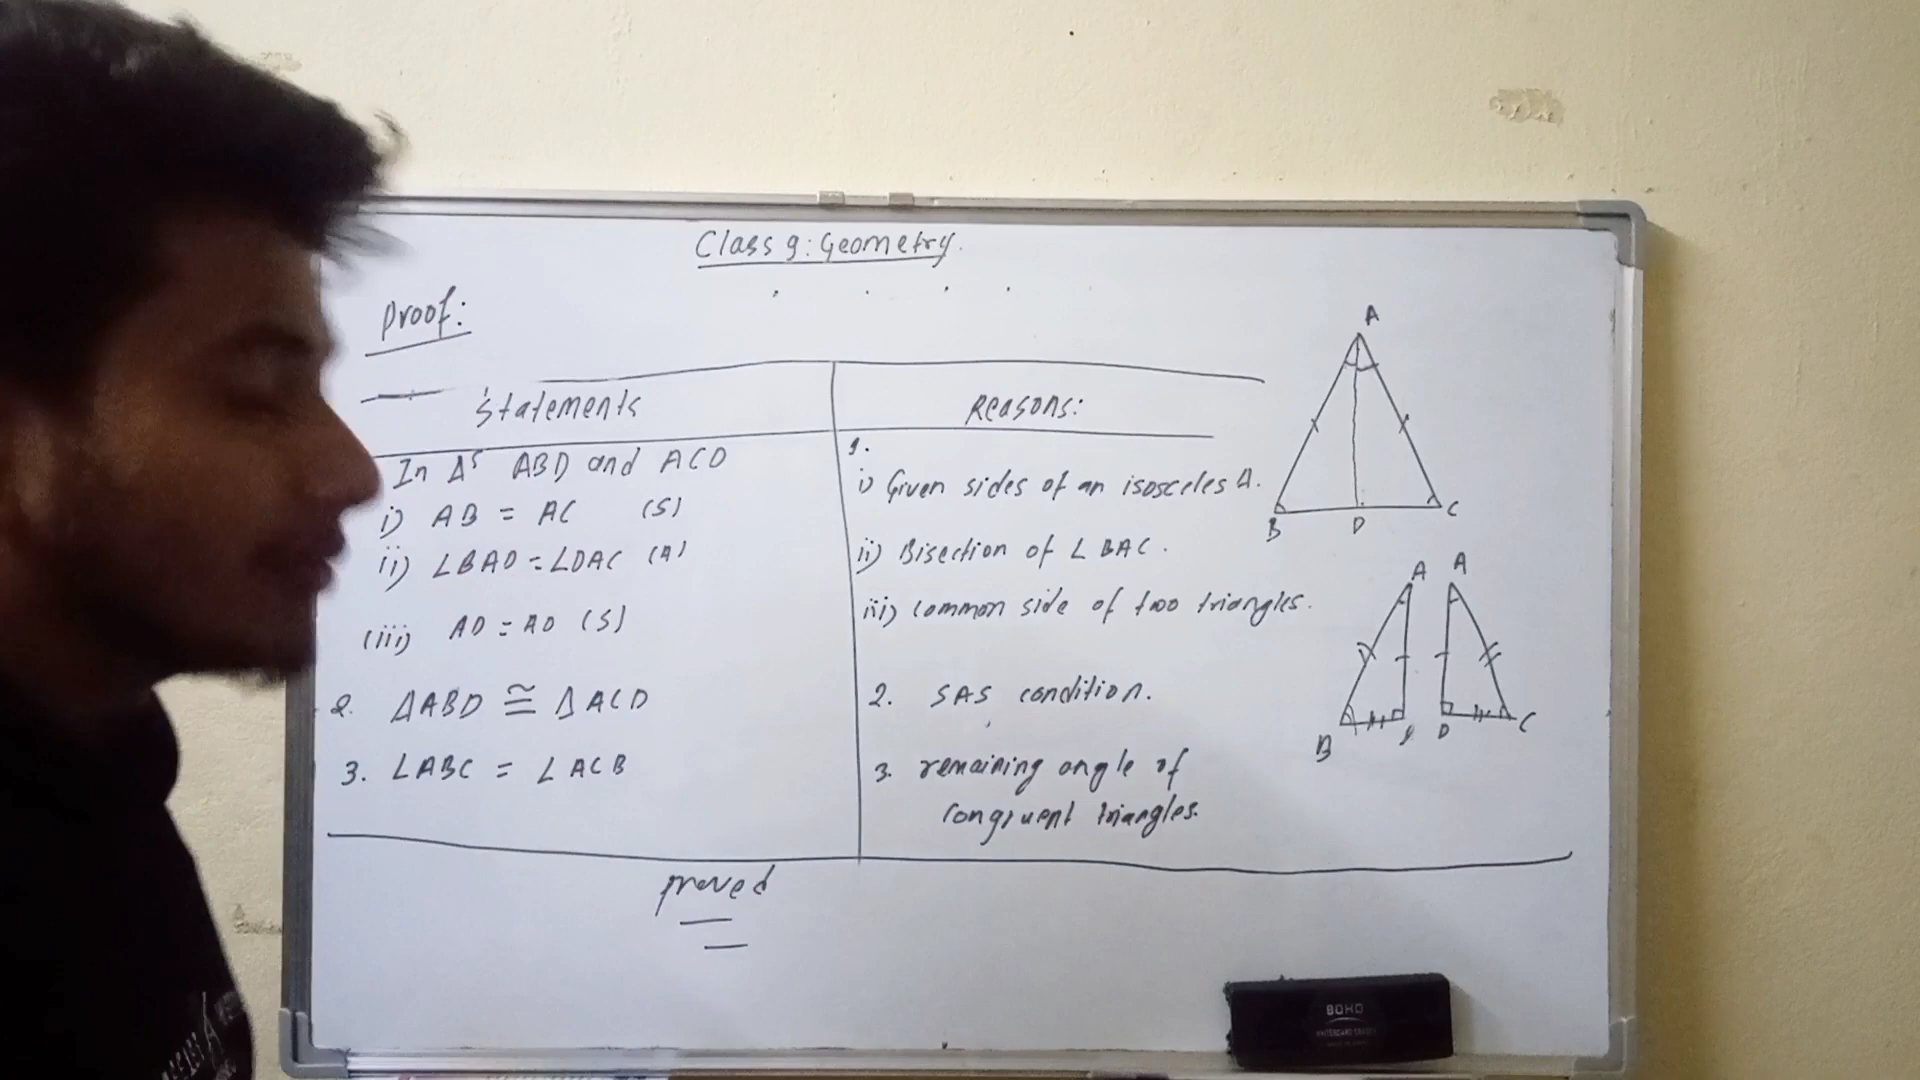 Class 9: Geometry.
Proof:
Statements
Reasons:
In Δs ABD and ACD
1.
i) AB = AC (S)
i) Given sides of an isosceles Δ.
ii) ∠BAD = ∠DAC (A)
ii) Bisection of ∠BAC.
(iii) AD = AD (S)
iii) common side of two triangles.
2. ΔABD ≅ ΔACD
2. SAS condition.
3. ∠ABC = ∠ACB
3. remaining angle of
congruent triangles.
proved
A
B D C
A A
B D C
BOHO